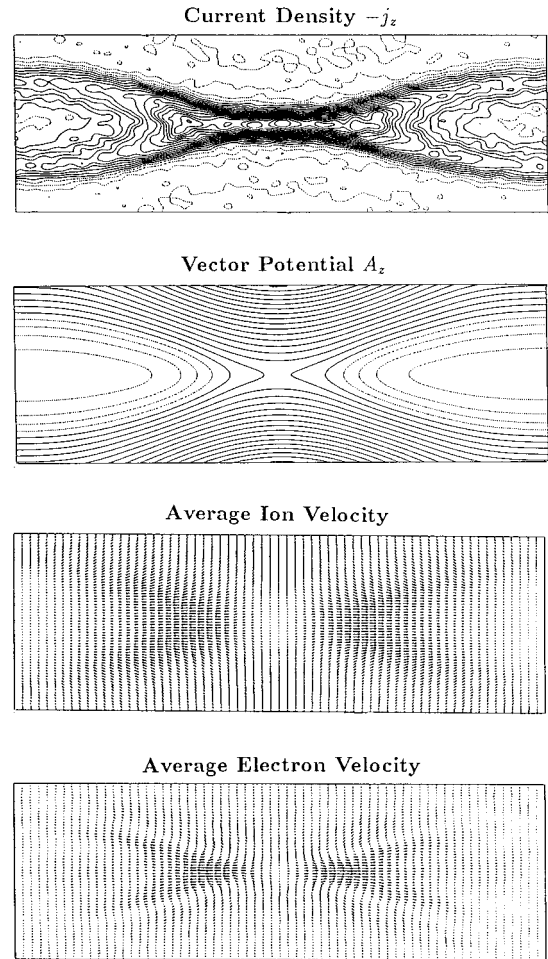 Current Density −j_z
Vector Potential A_z
Average Ion Velocity
Average Electron Velocity